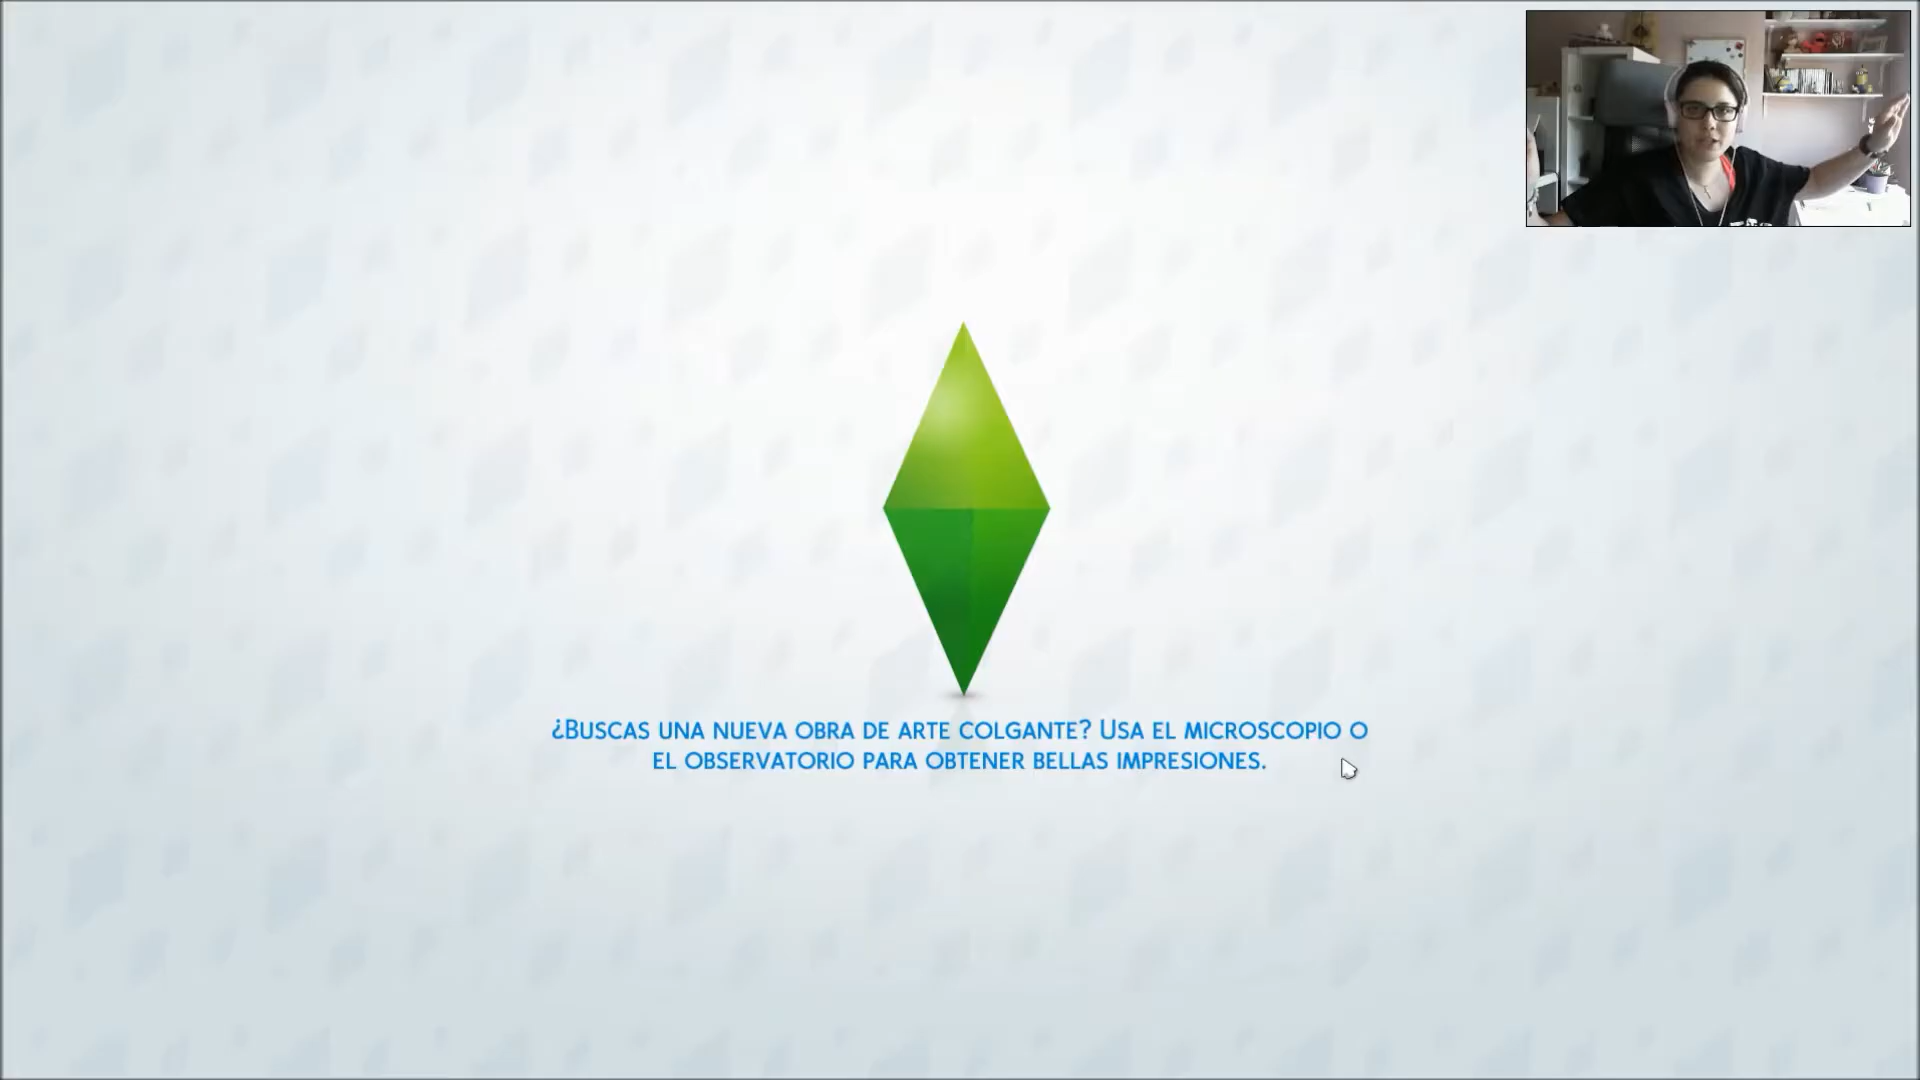 ¿Buscas una nueva obra de arte colgante? Usa el microscopio o
el observatorio para obtener bellas impresiones.